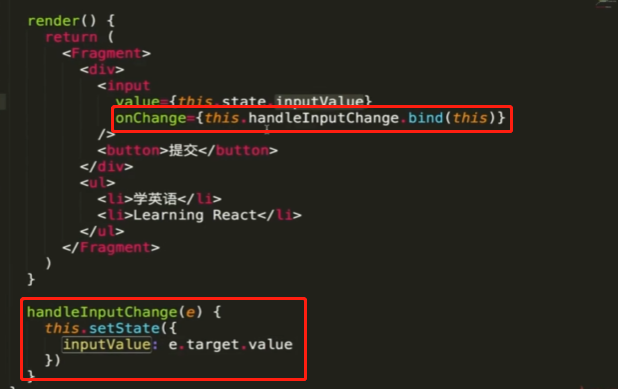 render() {
return (
<Fragment>
<div>
<input
value={this.state.inputValue}
onChange={this.handleInputChange.bind(this)}
/>
<button>提交</button>
</div>
<ul>
<li>学英语</li>
<li>Learning React</li>
</ul>
</Fragment>
)
}
handleInputChange(e) {
this.setState({
inputValue: e.target.value
})
}